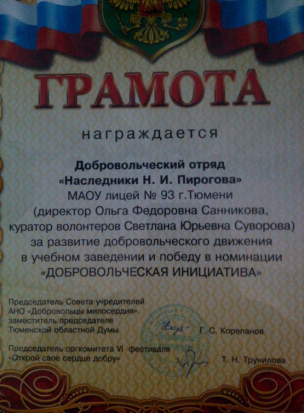 ГРАМОТА
награждается
Добровольческий отряд
«Наследники Н. И. Пирогова»
МАОУ лицей № 93 г.Тюмени
(директор Ольга Федоровна Санникова,
куратор волонтеров Светлана Юрьевна Суворова)
за развитие добровольческого движения
в учебном заведении и победу в номинации
«ДОБРОВОЛЬЧЕСКАЯ ИНИЦИАТИВА»
Председатель Совета учредителей
АНО «Добровольцы милосердия»,
заместитель председателя
Тюменской областной Думы
Г. С. Корепанов
Председатель оргкомитета VI фестиваля
«Открой свое сердце добру»
Т. Н. Трунилова